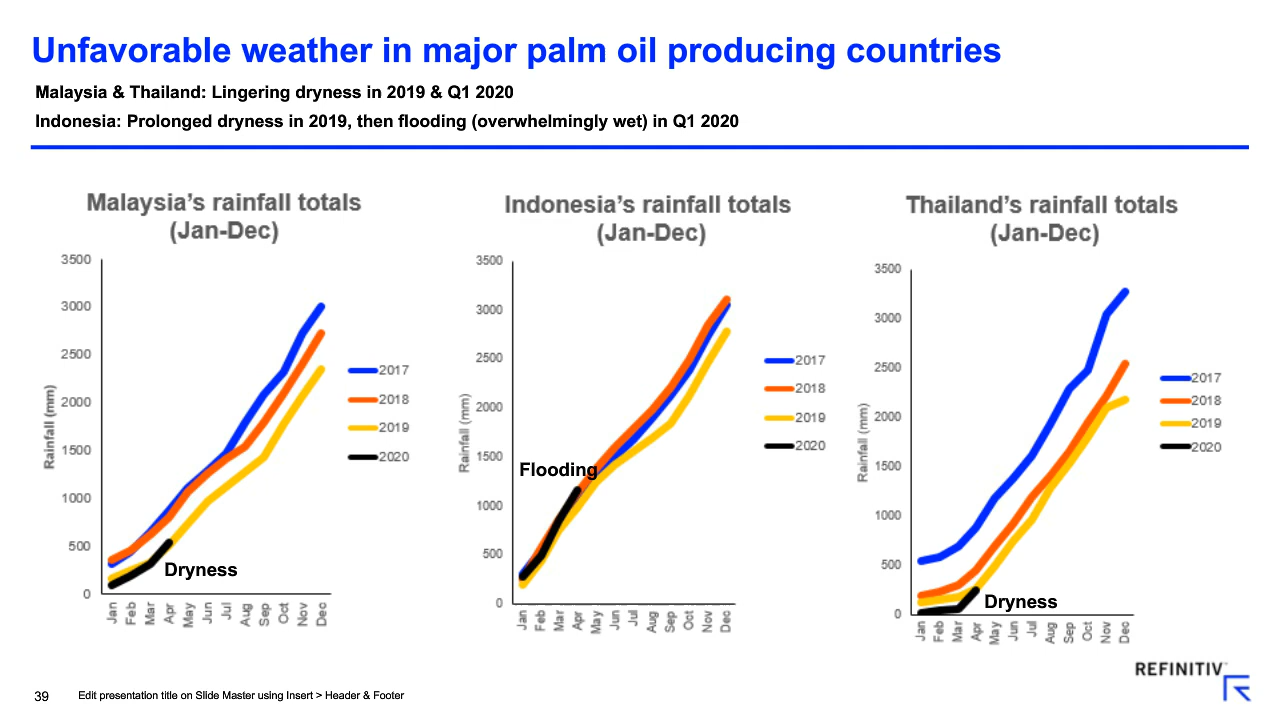 Unfavorable weather in major palm oil producing countries
Malaysia & Thailand: Lingering dryness in 2019 & Q1 2020
Indonesia: Prolonged dryness in 2019, then flooding (overwhelmingly wet) in Q1 2020
Malaysia's rainfall totals
(Jan-Dec)
3500
3000
2500
2000
1500
1000
500
0
Rainfall (mm)
Jan
Feb
Mar
Apr
May
Jun
Jul
Aug
Sep
Oct
Nov
Dec
Dryness
2017
2018
2019
2020
Indonesia's rainfall totals
(Jan-Dec)
3500
3000
2500
2000
1500
1000
500
0
Rainfall (mm)
Jan
Feb
Mar
Apr
May
Jun
Jul
Aug
Sep
Oct
Nov
Dec
Flooding
2017
2018
2019
2020
Thailand's rainfall totals
(Jan-Dec)
3500
3000
2500
2000
1500
1000
500
0
Rainfall (mm)
Jan
Feb
Mar
Apr
May
Jun
Jul
Aug
Sep
Oct
Nov
Dec
Dryness
2017
2018
2019
2020
REFINITIV
39
Edit presentation title on Slide Master using Insert > Header & Footer